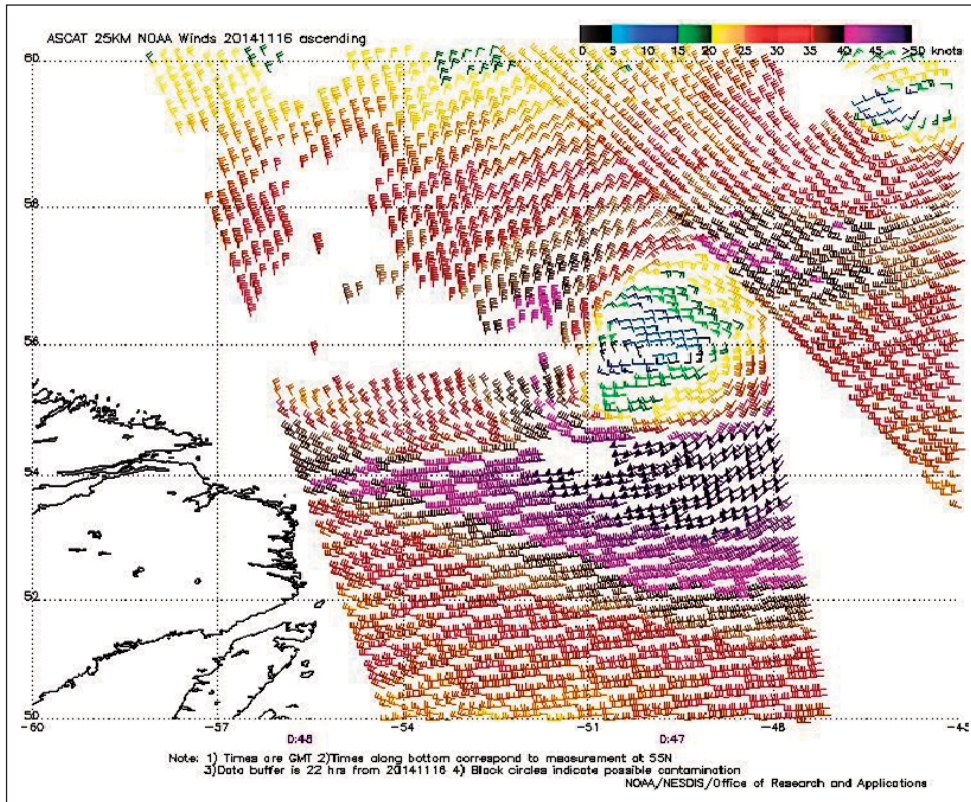 ASCAT 25KM NOAA Winds 20141116 ascending
0 5 10 15 20 25 30 35 40 45 >50 knots
60
58
56
54
52
50
-60 -57 -54 -51 -48 -45
0:48 0:47
Note: 1) Times are GMT 2)Times along bottom correspond to measurement at 55N
3)Data buffer is 22 hrs from 20141116 4) Black circles indicate possible contamination
NOAA/NESDIS/Office of Research and Applications